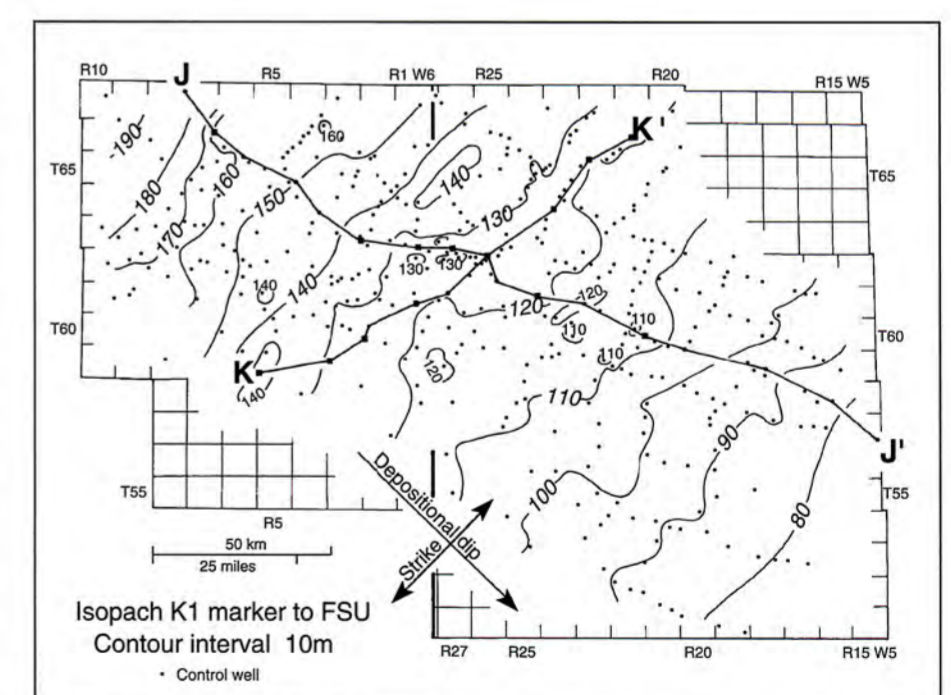 R10
J
R5
R1 W6
R25
R20
R15 W5
190
160
K'
T65
T65
180
160
140
150
130
170
130
130
140
140
120
120
110
110
T60
T60
K
140
120
110
110
90
J'
Depositional dip
T55
100
T55
80
R5
Strike
50 km
25 miles
Isopach K1 marker to FSU
Contour interval 10m
• Control well
R27
R25
R20
R15 W5